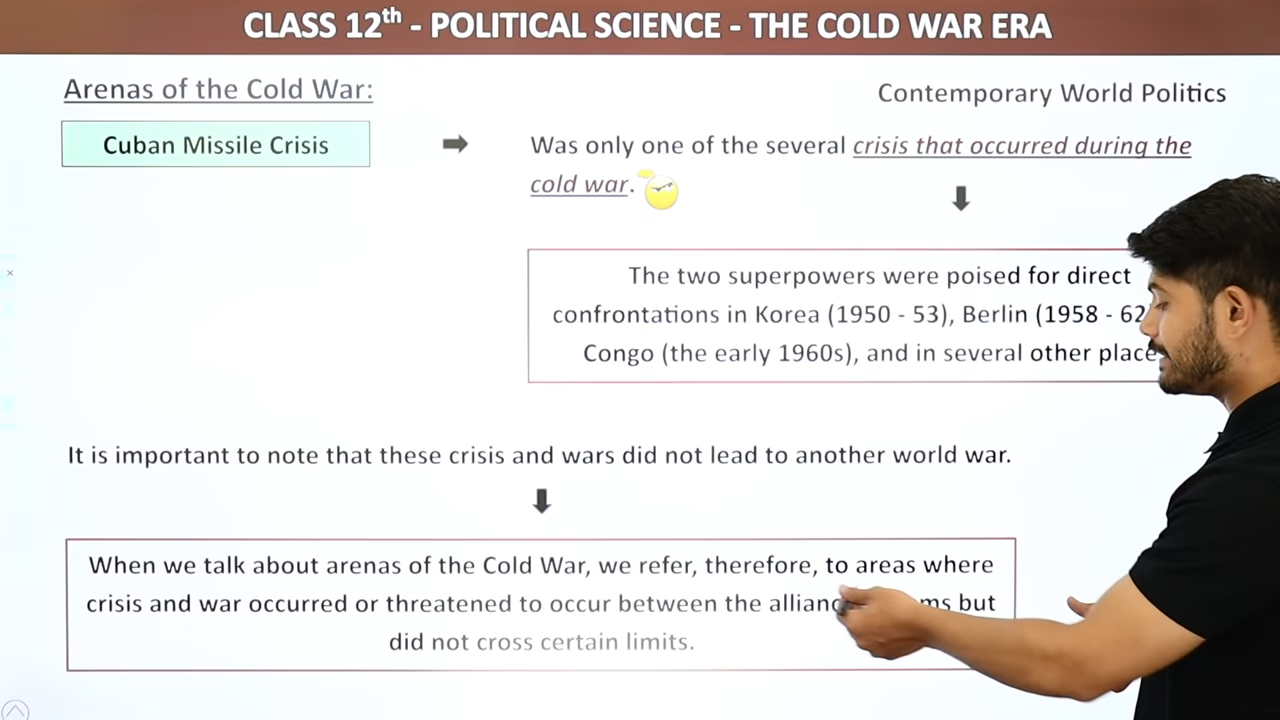 CLASS 12th - POLITICAL SCIENCE - THE COLD WAR ERA
Arenas of the Cold War:
Contemporary World Politics
Cuban Missile Crisis
Was only one of the several crisis that occurred during the
cold war.
The two superpowers were poised for direct
confrontations in Korea (1950 - 53), Berlin (1958 - 62
Congo (the early 1960s), and in several other place
It is important to note that these crisis and wars did not lead to another world war.
When we talk about arenas of the Cold War, we refer, therefore, to areas where
crisis and war occurred or threatened to occur between the but
did not cross certain limits.